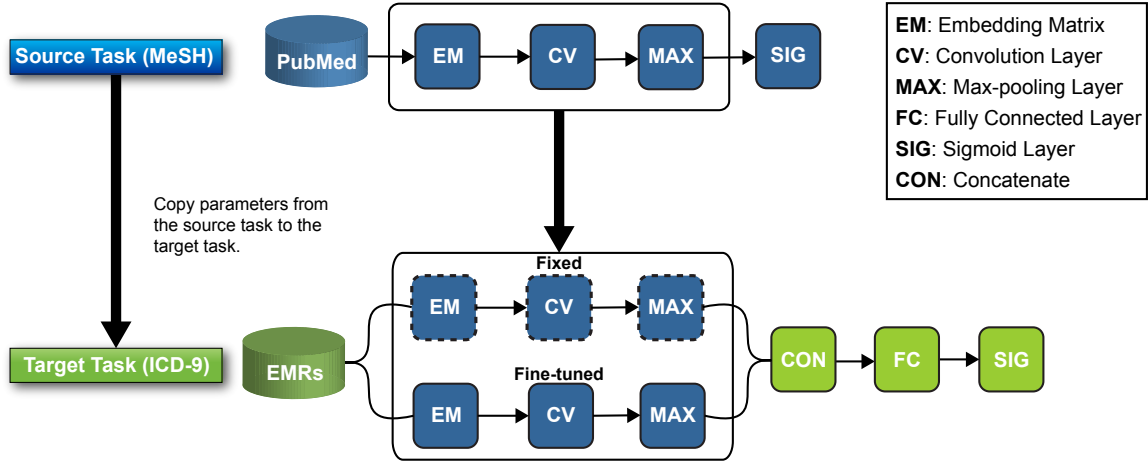 Source Task (MeSH)
PubMed
EM
CV
MAX
SIG
EM: Embedding Matrix
CV: Convolution Layer
MAX: Max-pooling Layer
FC: Fully Connected Layer
SIG: Sigmoid Layer
CON: Concatenate
Copy parameters from
the source task to the
target task.
Fixed
EM
CV
MAX
Target Task (ICD-9)
EMRs
CON
FC
SIG
Fine-tuned
EM
CV
MAX